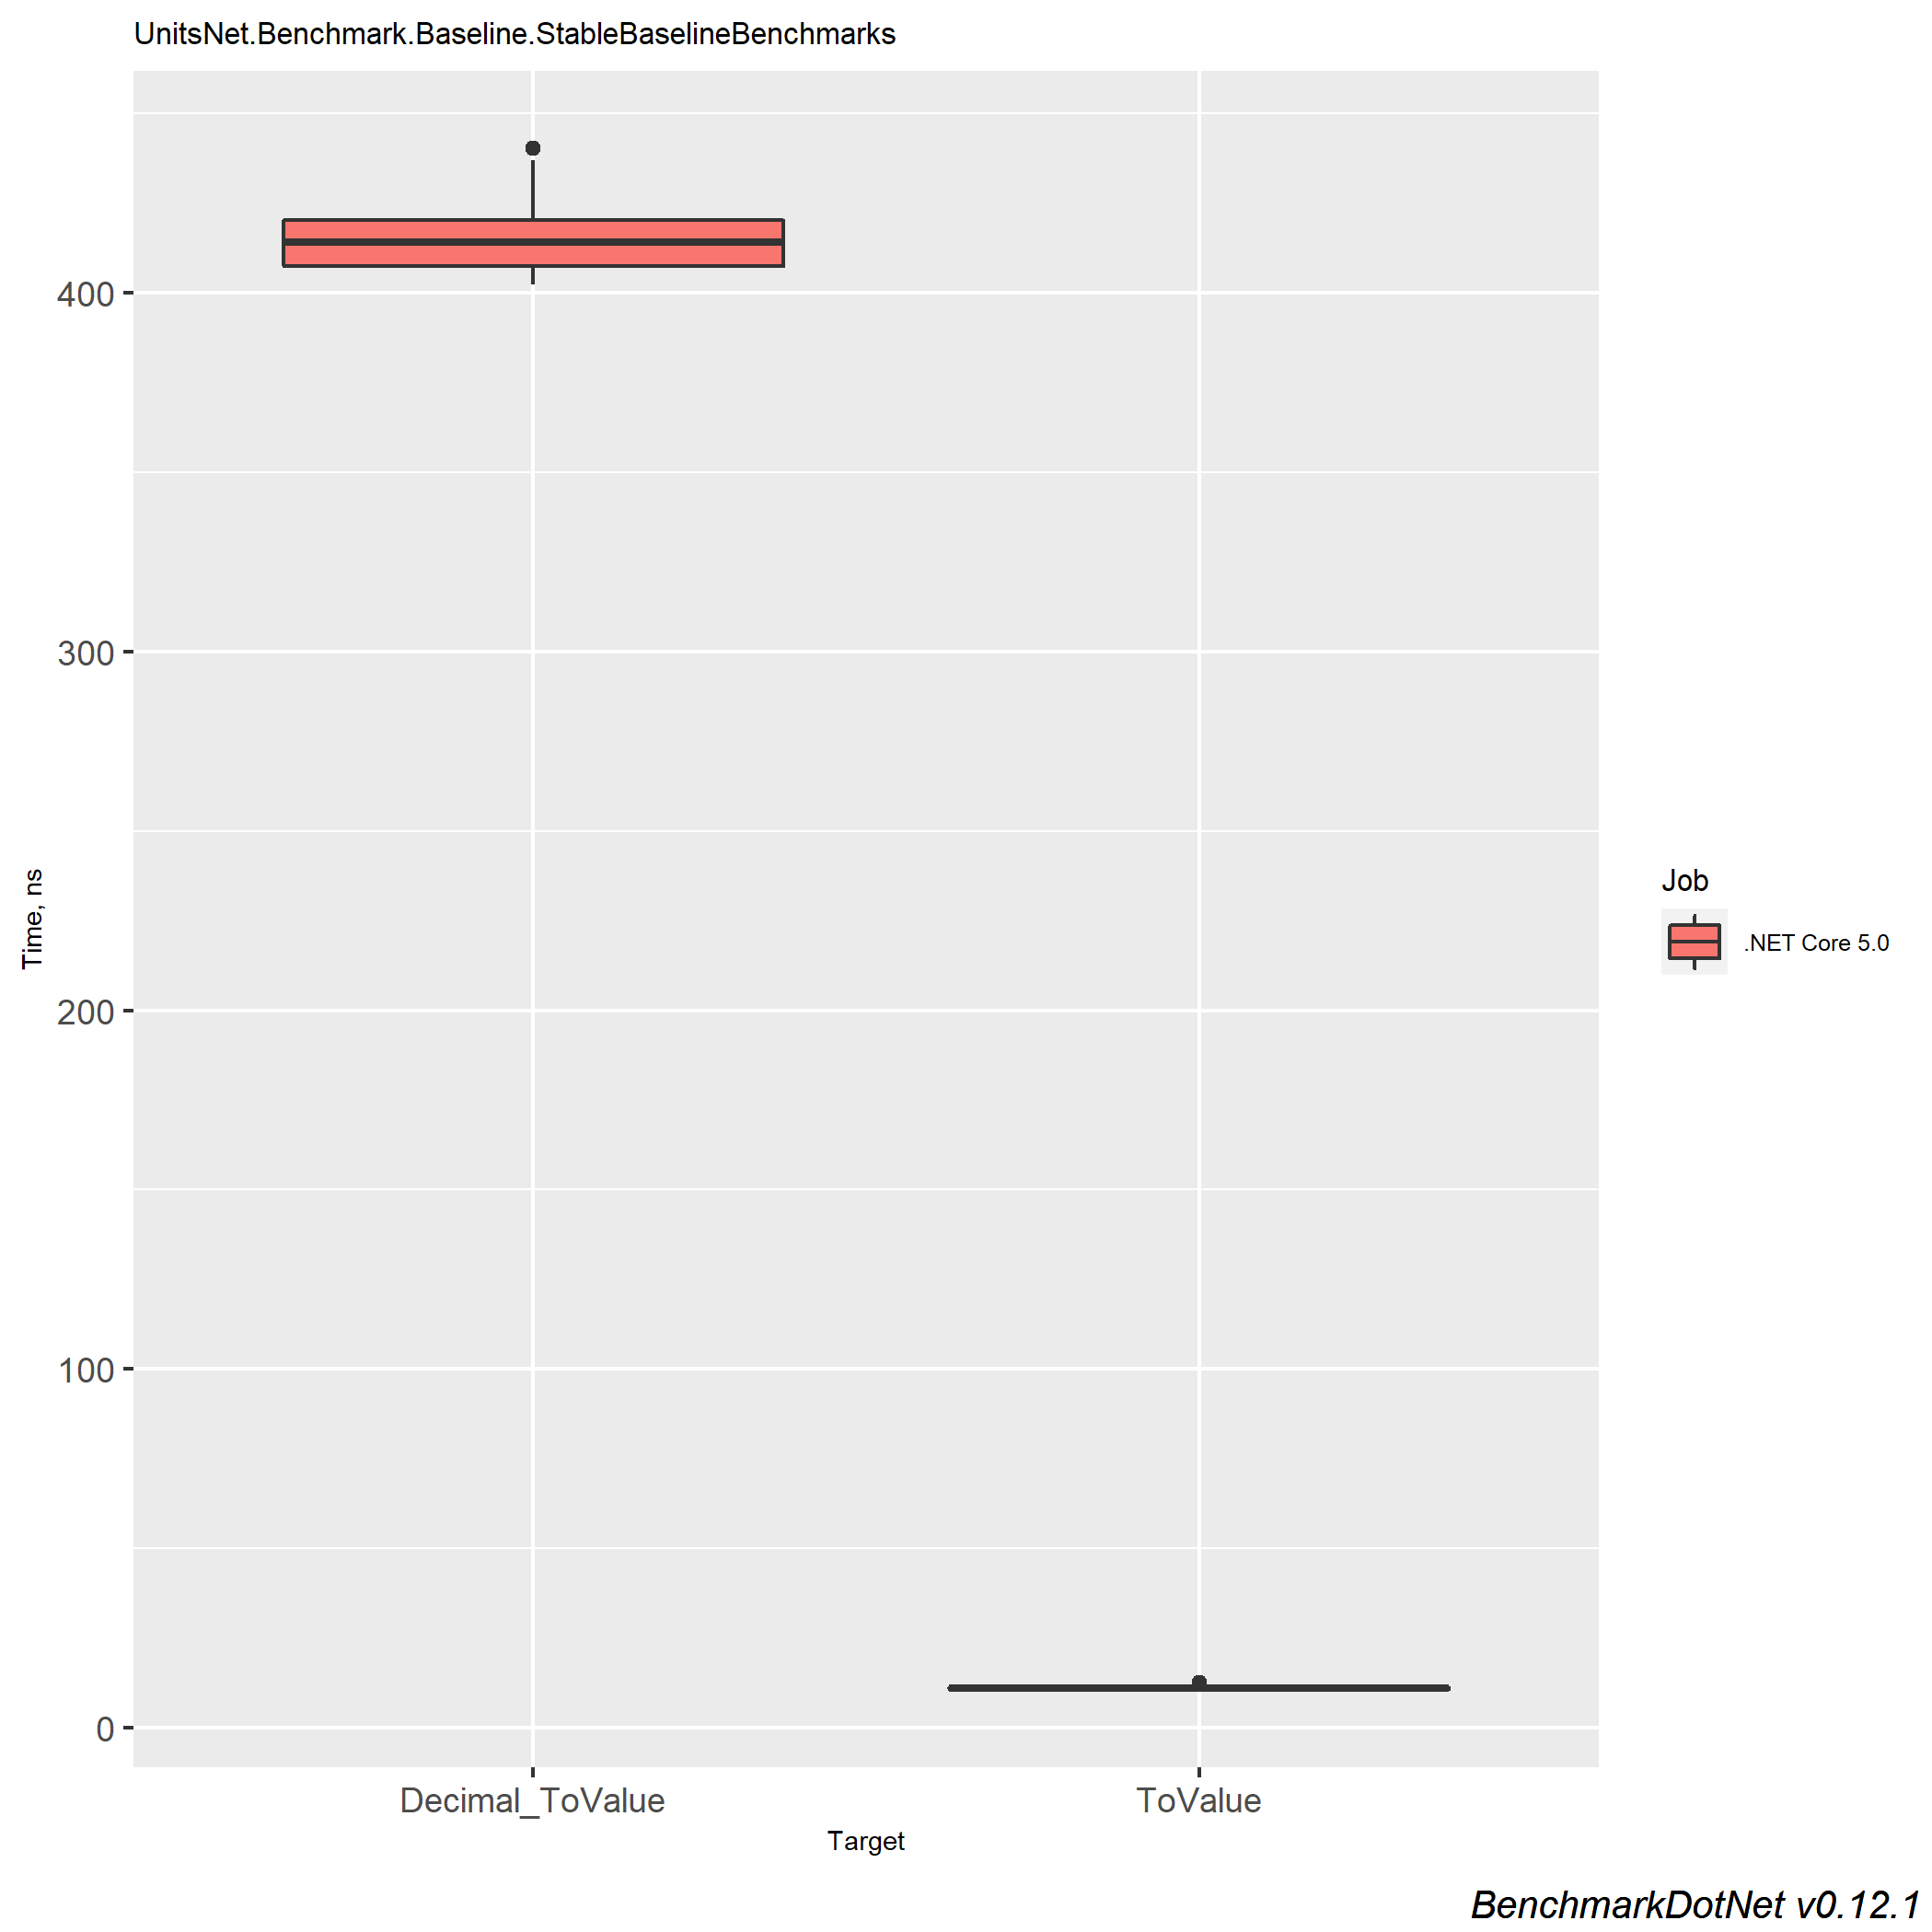 UnitsNet.Benchmark.Baseline.StableBaselineBenchmarks
Time, ns
400
300
200
100
0
Decimal_ToValue
ToValue
Target
Job
.NET Core 5.0
BenchmarkDotNet v0.12.1